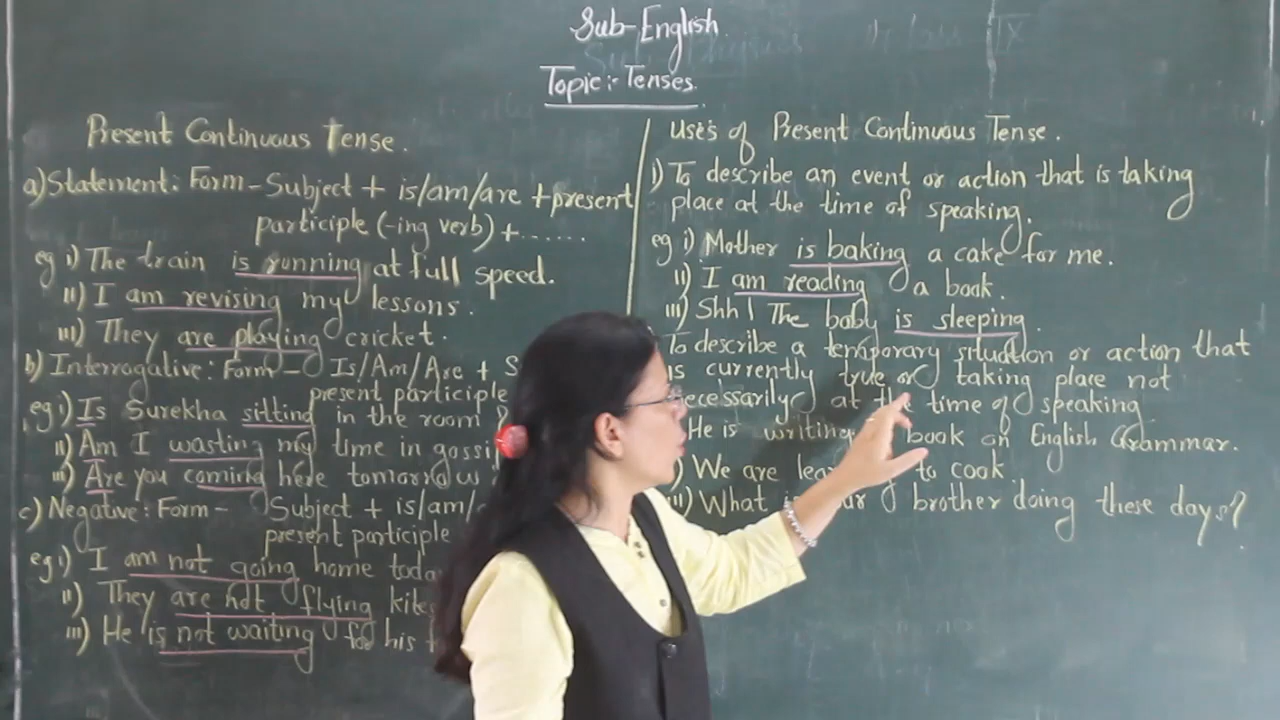 Sub- English
Topic:- Tenses.
Present Continuous Tense.
a) Statement: Form - Subject + is/am/are + present
participle (-ing verb) + ......
eg i) The train is running at full speed.
ii) I am revising my lessons.
iii) They are playing cricket.
b) Interrogative: Form - Is/Am/Are + S
present participle
eg: i) Is Surekha sitting in the room
ii) Am I wasting my time in gossi
iii) Are you coming here tomorrow
c) Negative: Form - Subject + is/am/
present participle
eg i) I am not going home toda
ii) They are not flying kites
iii) He is not waiting for his
Uses of Present Continuous Tense.
i) To describe an event or action that is taking
place at the time of speaking.
eg i) Mother is baking a cake for me.
ii) I am reading a book.
iii) Shh! The baby is sleeping.
To describe a temporary situation or action that
is currently true or taking place not
necessarily at the time of speaking
He is writing book on English Grammar.
We are to cook.
What brother doing these days?